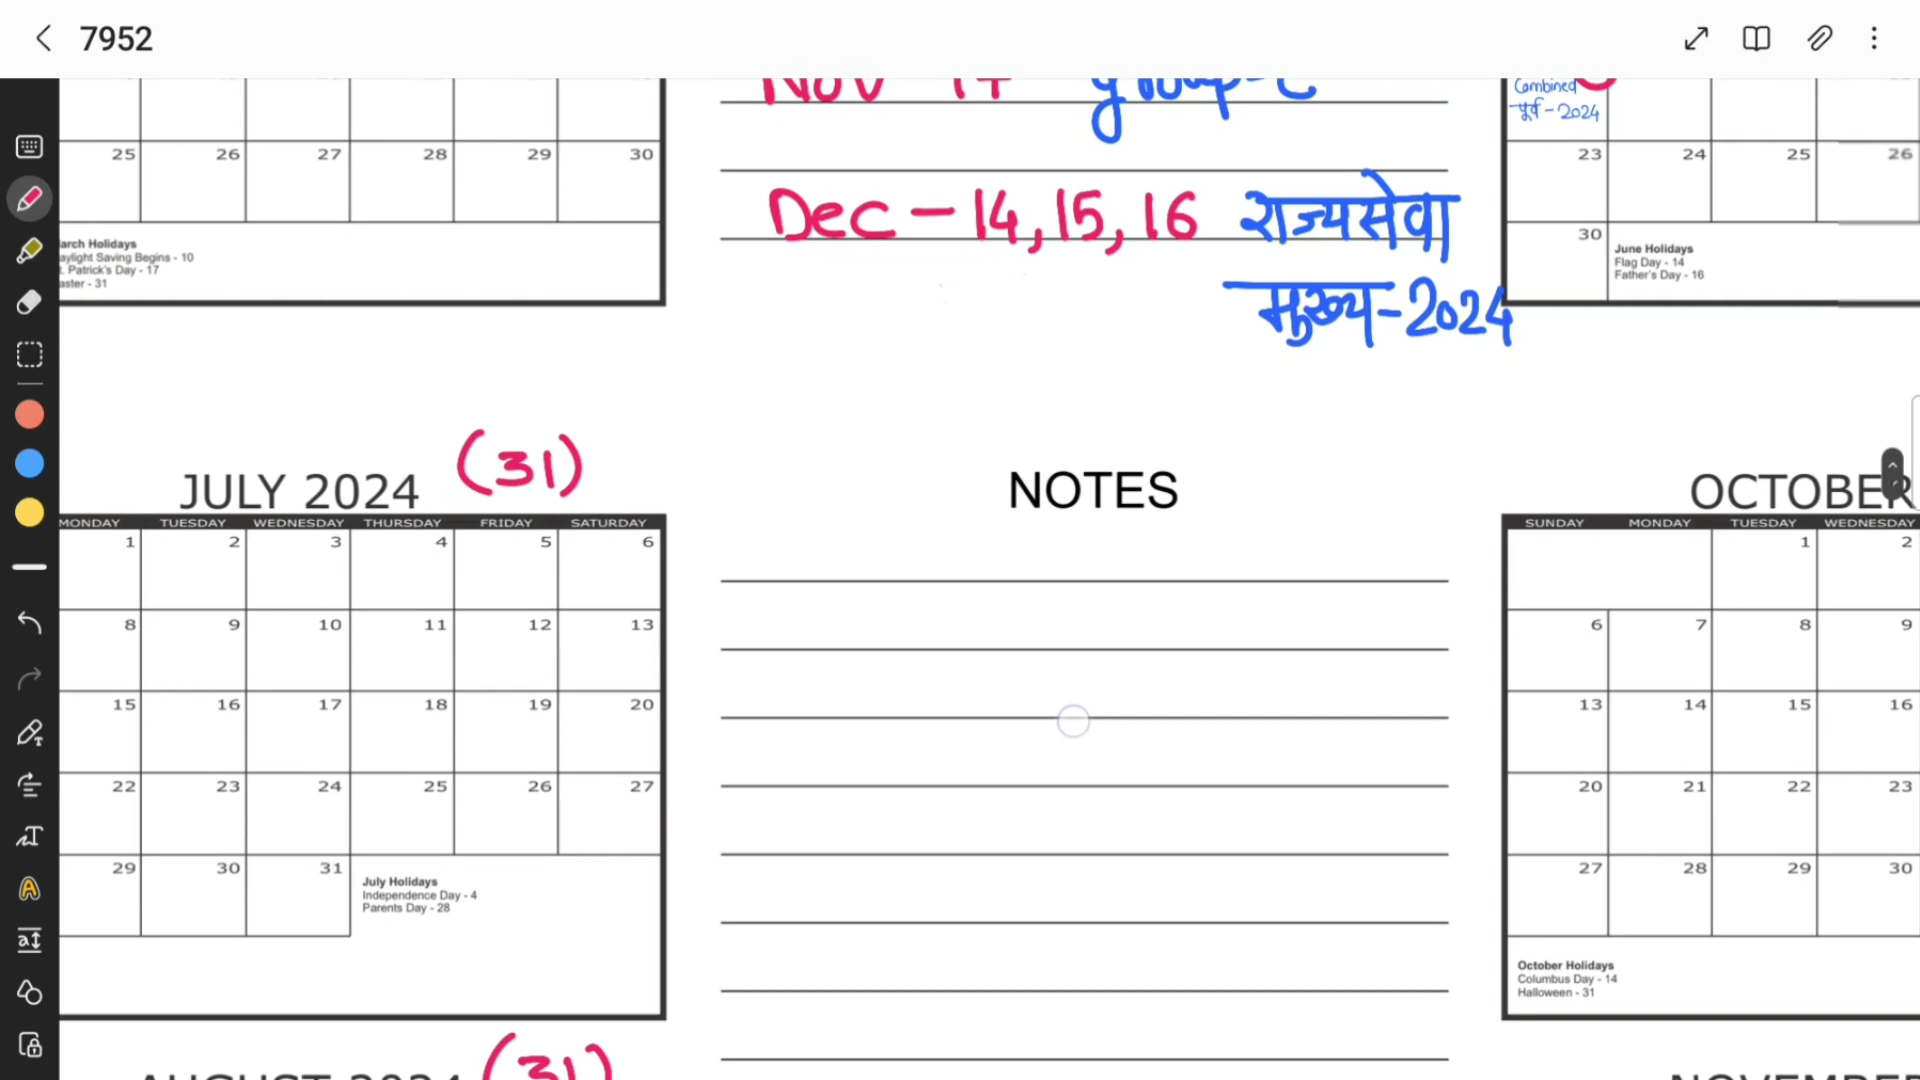 7952
Nov 17 group-C
Combined
पूर्व-2024
25 26 27 28 29 30
23 24 25 26
Dec - 14, 15, 16 राज्यसेवा
मुख्य-2024
30
arch Holidays
aylight Saving Begins - 10
t. Patrick's Day - 17
aster - 31
June Holidays
Flag Day - 14
Father's Day - 16
JULY 2024 (31)
MONDAY TUESDAY WEDNESDAY THURSDAY FRIDAY SATURDAY
1 2 3 4 5 6
8 9 10 11 12 13
15 16 17 18 19 20
22 23 24 25 26 27
29 30 31
July Holidays
Independence Day - 4
Parents Day - 28
NOTES
OCTOBER
SUNDAY MONDAY TUESDAY WEDNESDAY
1 2
6 7 8 9
13 14 15 16
20 21 22 23
27 28 29 30
October Holidays
Columbus Day - 14
Halloween - 31
AUGUST 2024 (31)
NOVEMBER